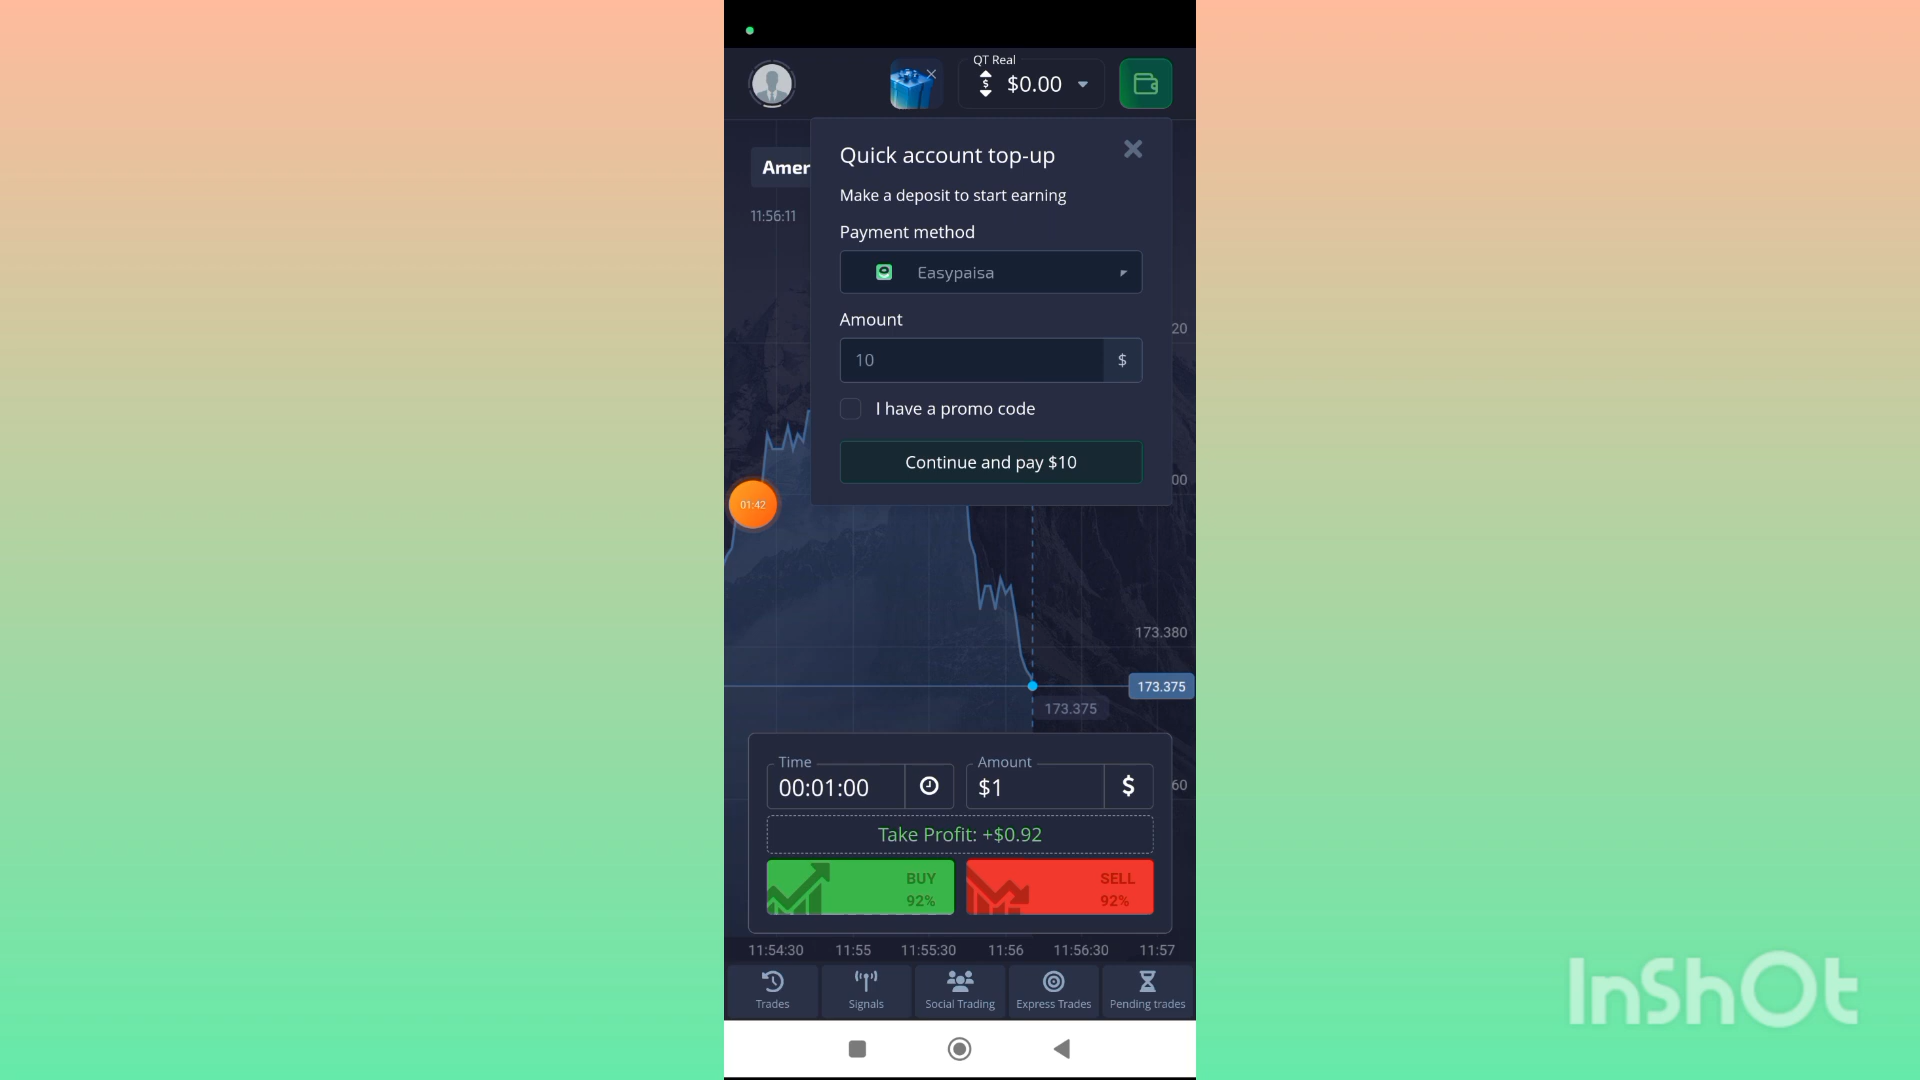 QT Real
$0.00
Quick account top-up
Make a deposit to start earning
Payment method
Easypaisa
Amount
10 $
I have a promo code
Continue and pay $10
Amer
11:56:11
20
00
01:42
173.380
173.375
173.375
60
Time Amount
00:01:00 $1 $
Take Profit: +$0.92
BUY SELL
92% 92%
11:54:30 11:55 11:55:30 11:56 11:56:30 11:57
Trades Signals Social Trading Express Trades Pending trades
InShOt